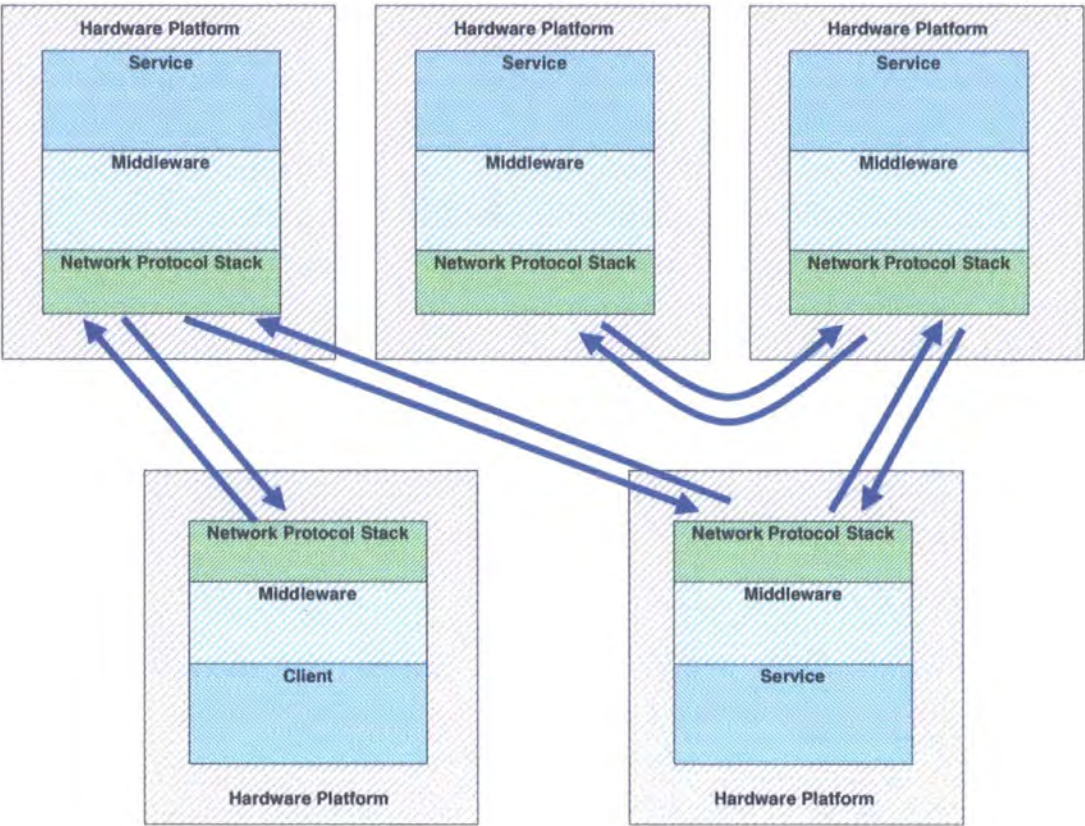 Hardware Platform
Service
Middleware
Network Protocol Stack
Hardware Platform
Service
Middleware
Network Protocol Stack
Hardware Platform
Service
Middleware
Network Protocol Stack
Network Protocol Stack
Middleware
Client
Hardware Platform
Network Protocol Stack
Middleware
Service
Hardware Platform